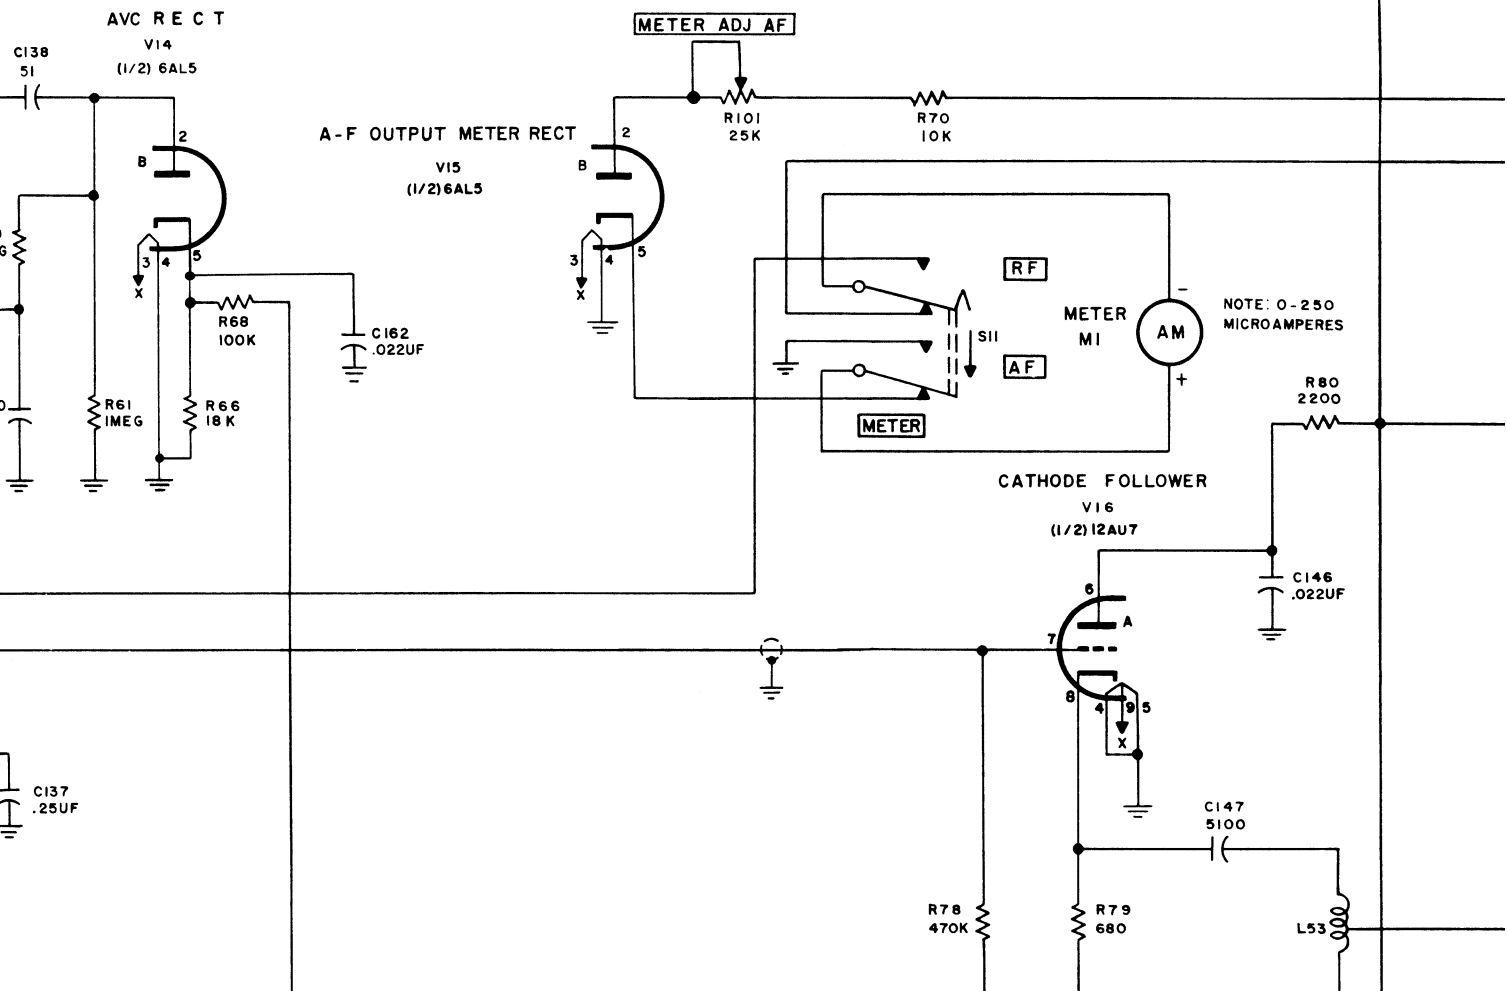 AVC RECT
V14
(1/2) 6AL5
C138
51
2
B
3
4
5
X
R68
100K
C162
.022UF
R61
1MEG
R66
18K
G
C137
.25UF
METER ADJ AF
A-F OUTPUT METER RECT
V15
(1/2) 6AL5
2
B
3
4
5
X
R101
25K
R70
10K
RF
S11
AF
METER
METER
M1
AM
-
+
NOTE: 0-250
MICROAMPERES
R80
2200
CATHODE FOLLOWER
V16
(1/2) 12AU7
6
A
7
8
4
9
5
X
C146
.022UF
C147
5100
R78
470K
R79
680
L53